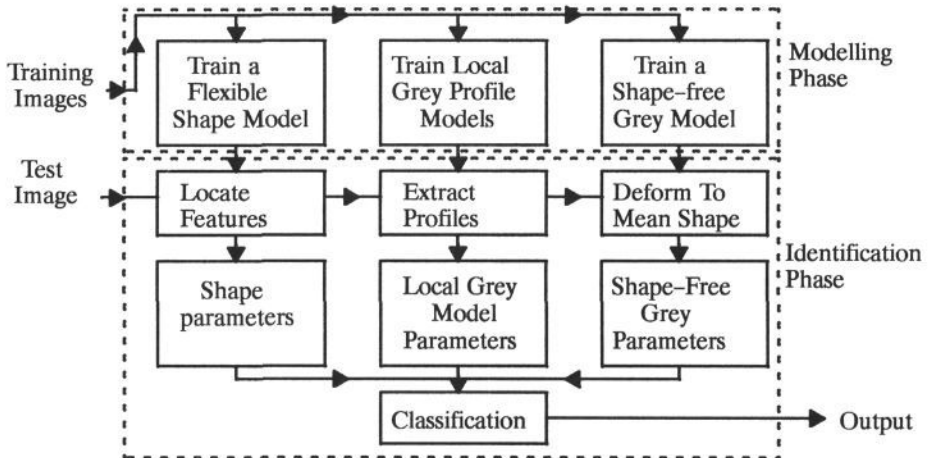 Training
Images
Train a
Flexible
Shape Model
Train Local
Grey Profile
Models
Train a
Shape-free
Grey Model
Modelling
Phase
Test
Image
Locate
Features
Extract
Profiles
Deform To
Mean Shape
Identification
Phase
Shape
parameters
Local Grey
Model
Parameters
Shape-Free
Grey
Parameters
Classification
Output